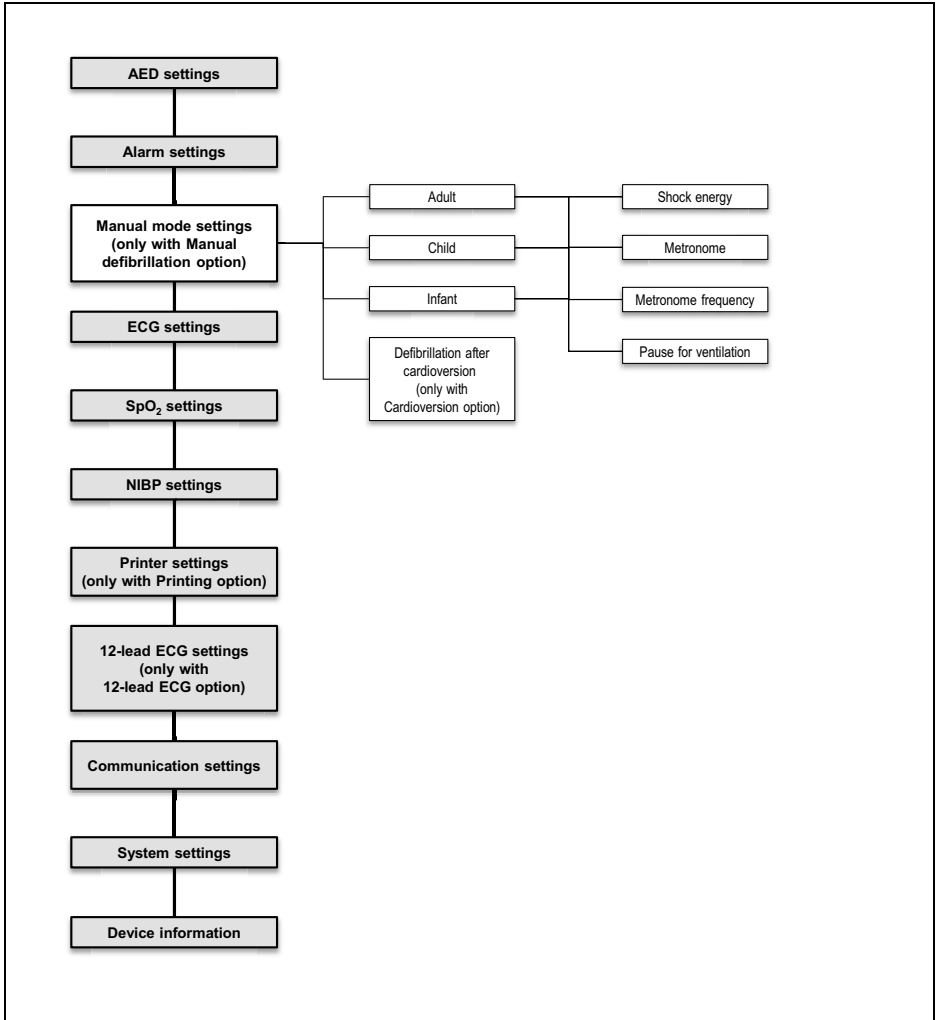 AED settings
Alarm settings
Manual mode settings
(only with Manual
defibrillation option)
ECG settings
SpO2 settings
NIBP settings
Printer settings
(only with Printing option)
12-lead ECG settings
(only with
12-lead ECG option)
Communication settings
System settings
Device information
Adult
Child
Infant
Defibrillation after
cardioversion
(only with
Cardioversion option)
Shock energy
Metronome
Metronome frequency
Pause for ventilation